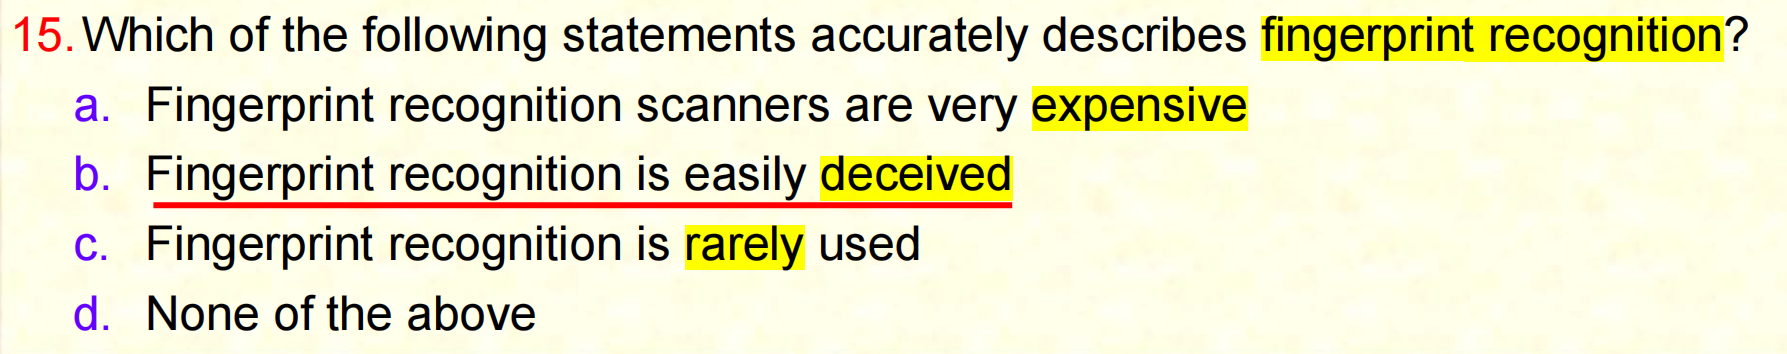 15. Which of the following statements accurately describes fingerprint recognition?
a. Fingerprint recognition scanners are very expensive
b. Fingerprint recognition is easily deceived
c. Fingerprint recognition is rarely used
d. None of the above